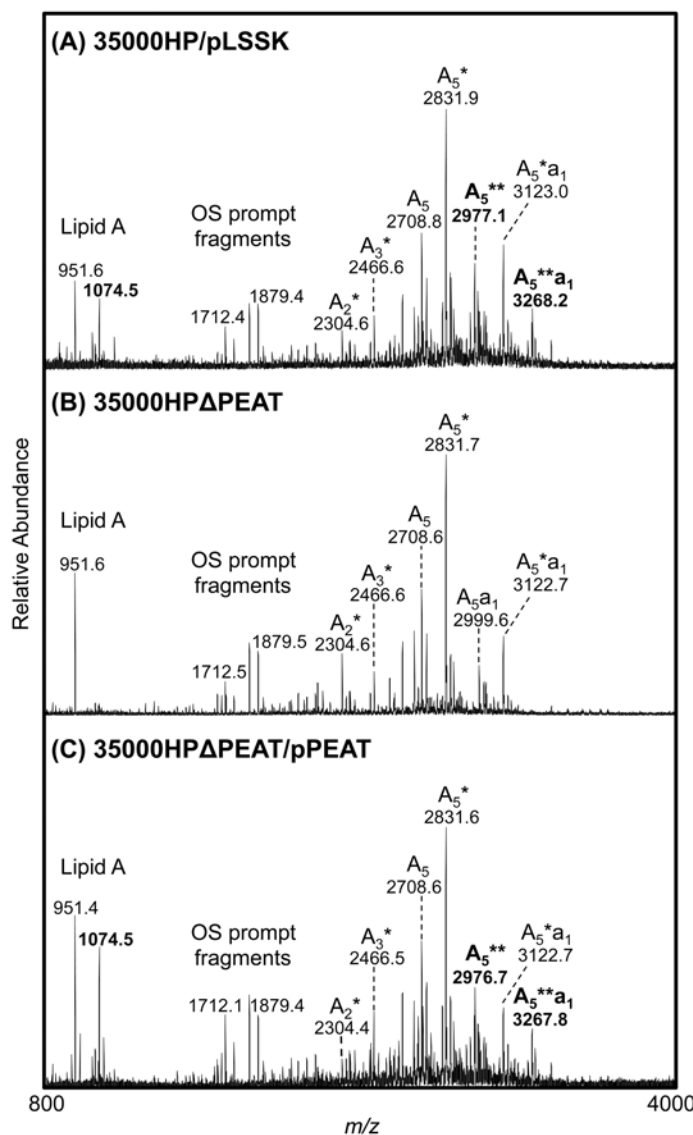 (A) 35000HP/pLSSK
A5*
2831.9
A5*a1
3123.0
A5**
2977.1
A5
2708.8
OS prompt
fragments
Lipid A
A3*
2466.6
951.6
1074.5
A5**a1
3268.2
1879.4
A2*
2304.6
1712.4
(B) 35000HPΔPEAT
A5*
2831.7
Lipid A
A5
2708.6
951.6
OS prompt
fragments
A3*
2466.6
A5*a1
3122.7
A5a1
2999.6
A2*
2304.6
1879.5
1712.5
(C) 35000HPΔPEAT/pPEAT
A5*
2831.6
Lipid A
A5
2708.6
951.4
1074.5
OS prompt
fragments
A3*
2466.5
A5**
2976.7
A5*a1
3122.7
A5**a1
3267.8
1712.1
1879.4
A2*
2304.4
Relative Abundance
800
4000
m/z